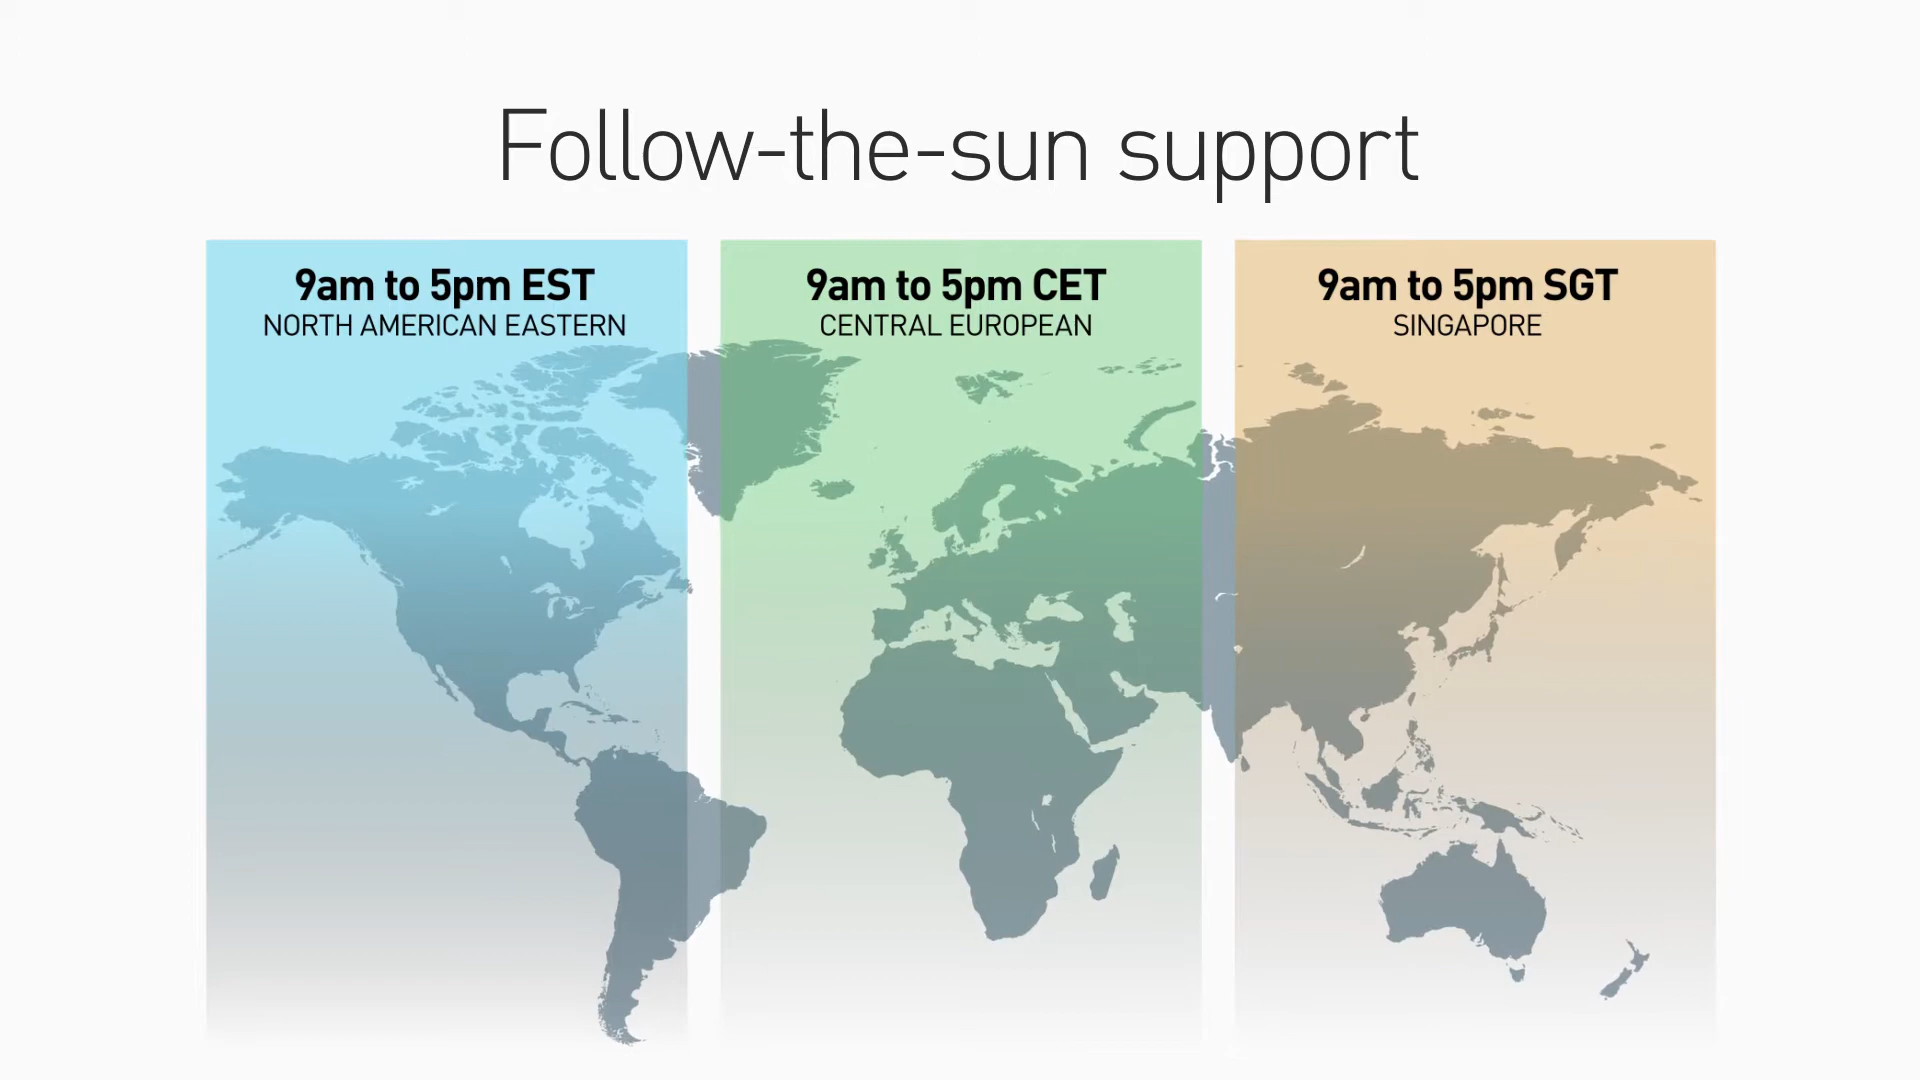 Follow-the-sun support
9am to 5pm EST
NORTH AMERICAN EASTERN
9am to 5pm CET
CENTRAL EUROPEAN
9am to 5pm SGT
SINGAPORE